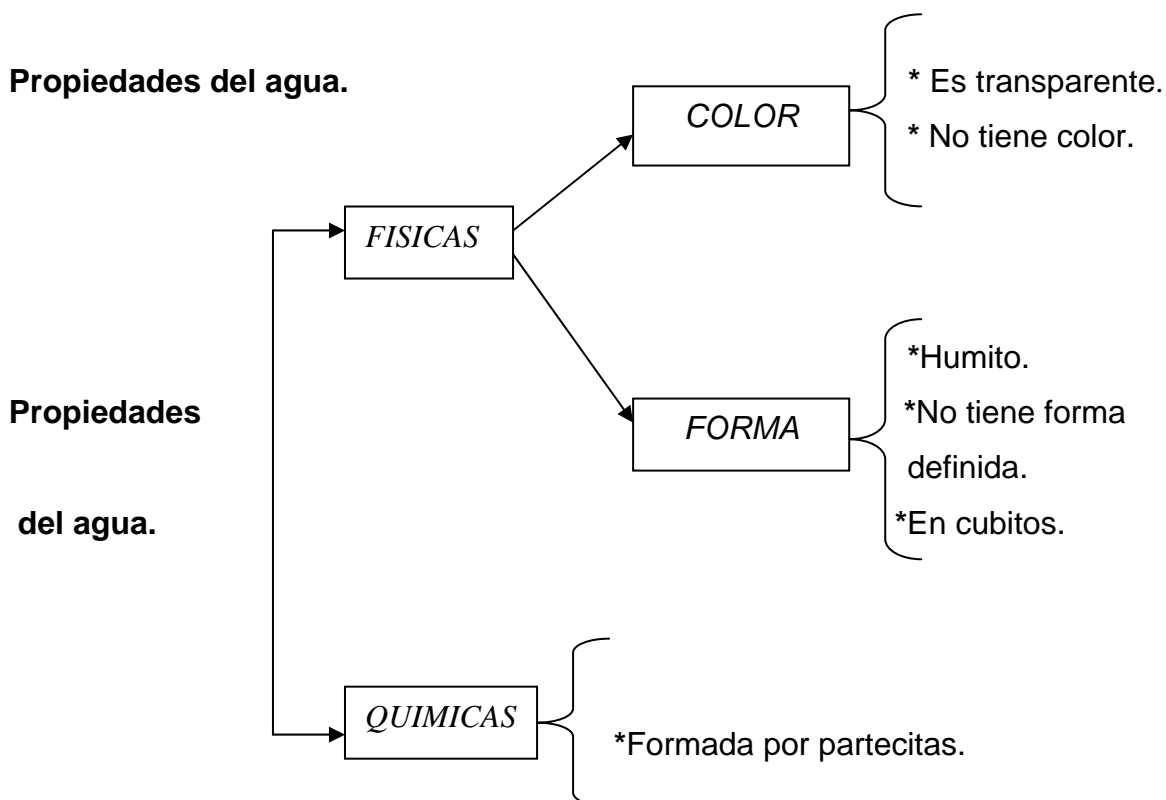 Propiedades del agua.
COLOR
* Es transparente.
* No tiene color.
FISICAS
Propiedades
del agua.
FORMA
*Humito.
*No tiene forma
definida.
*En cubitos.
QUIMICAS
*Formada por partecitas.